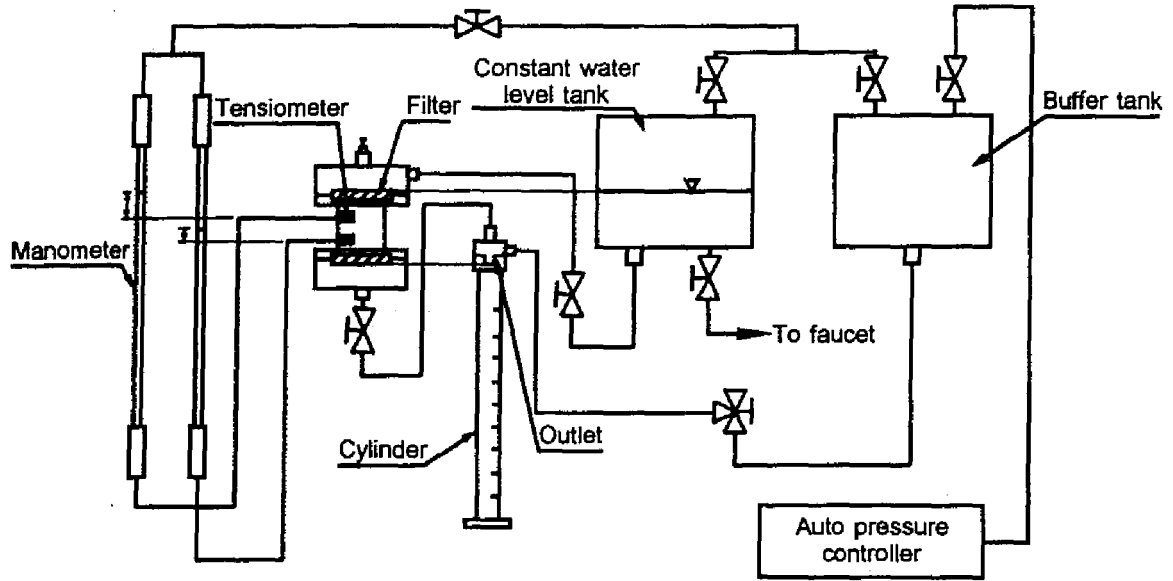 Constant water
level tank
Buffer tank
Tensiometer
Filter
Manometer
To faucet
Cylinder
Outlet
Auto pressure
controller